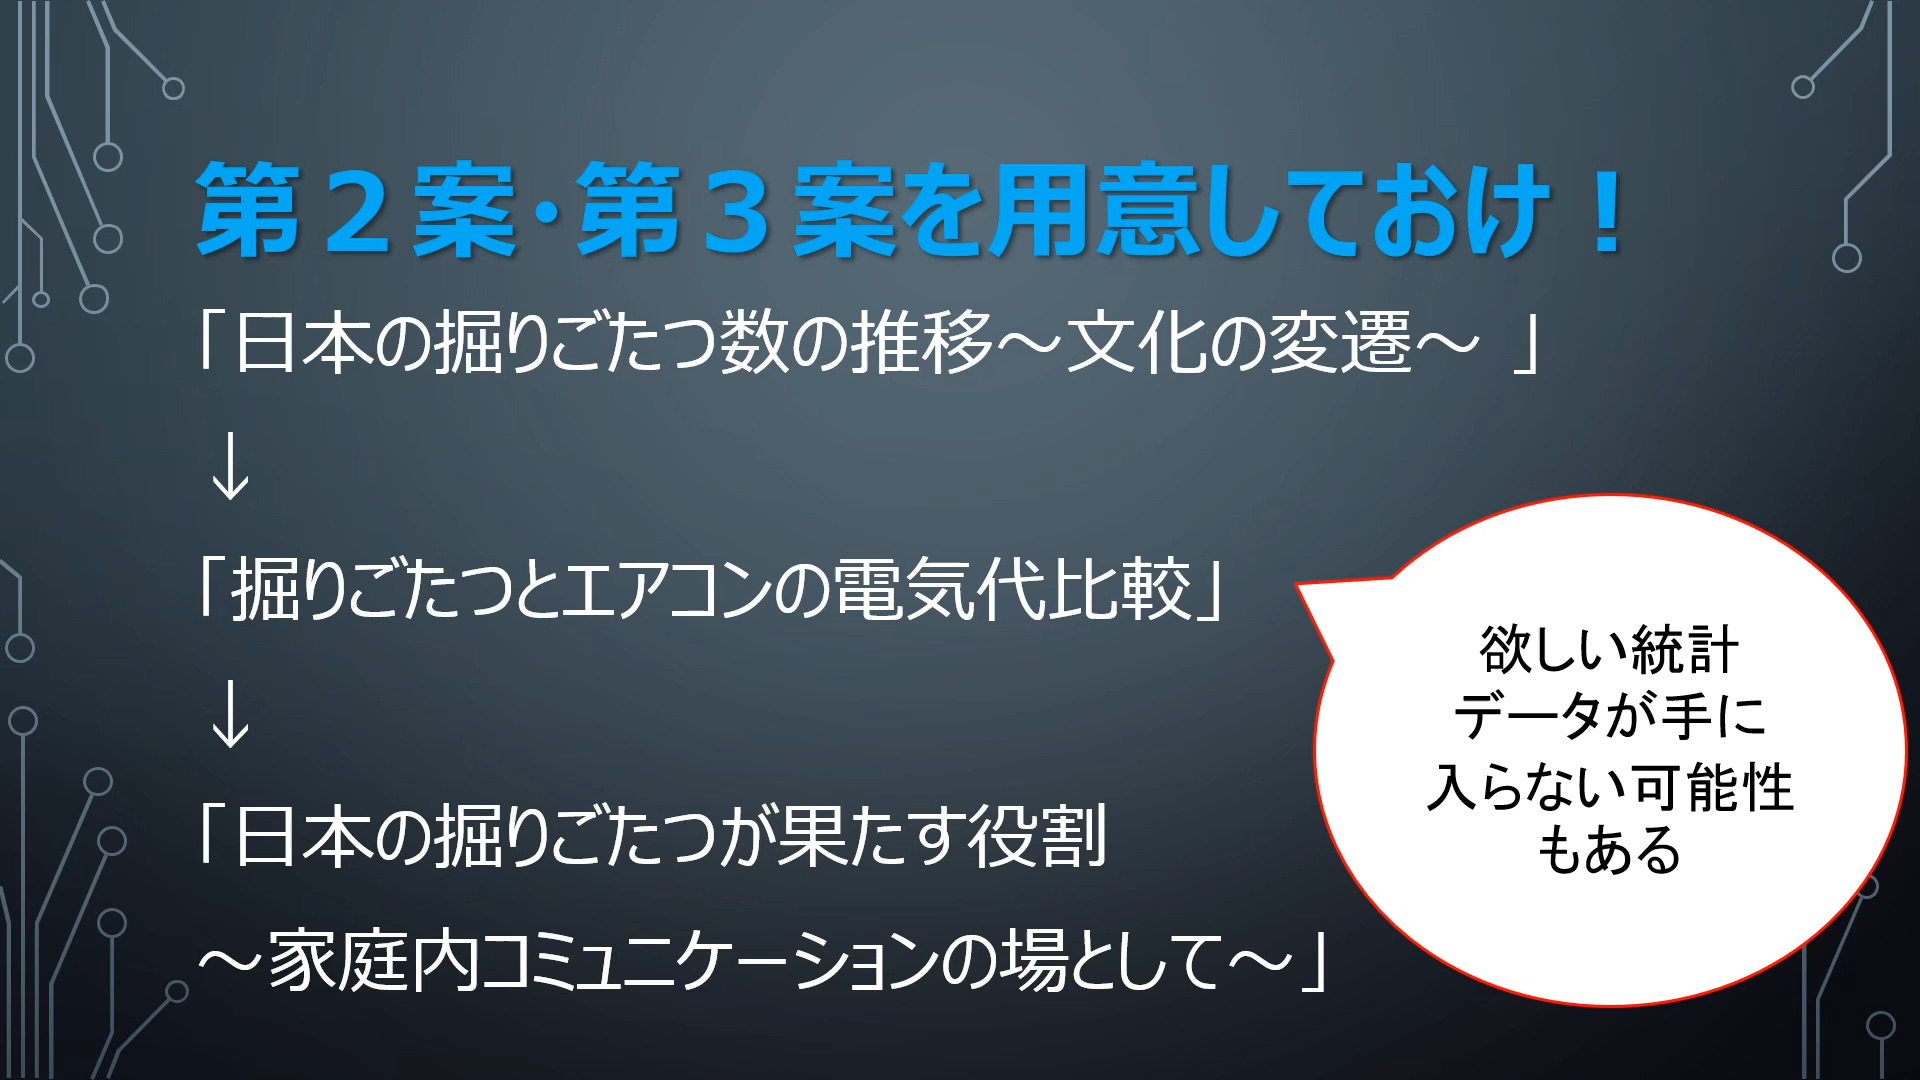 第２案･第３案を用意しておけ！
「日本の掘りごたつ数の推移～文化の変遷～ 」
↓
「掘りごたつとエアコンの電気代比較」
↓
「日本の掘りごたつが果たす役割
～家庭内コミュニケーションの場として～」
欲しい統計
データが手に
入らない可能性
もある